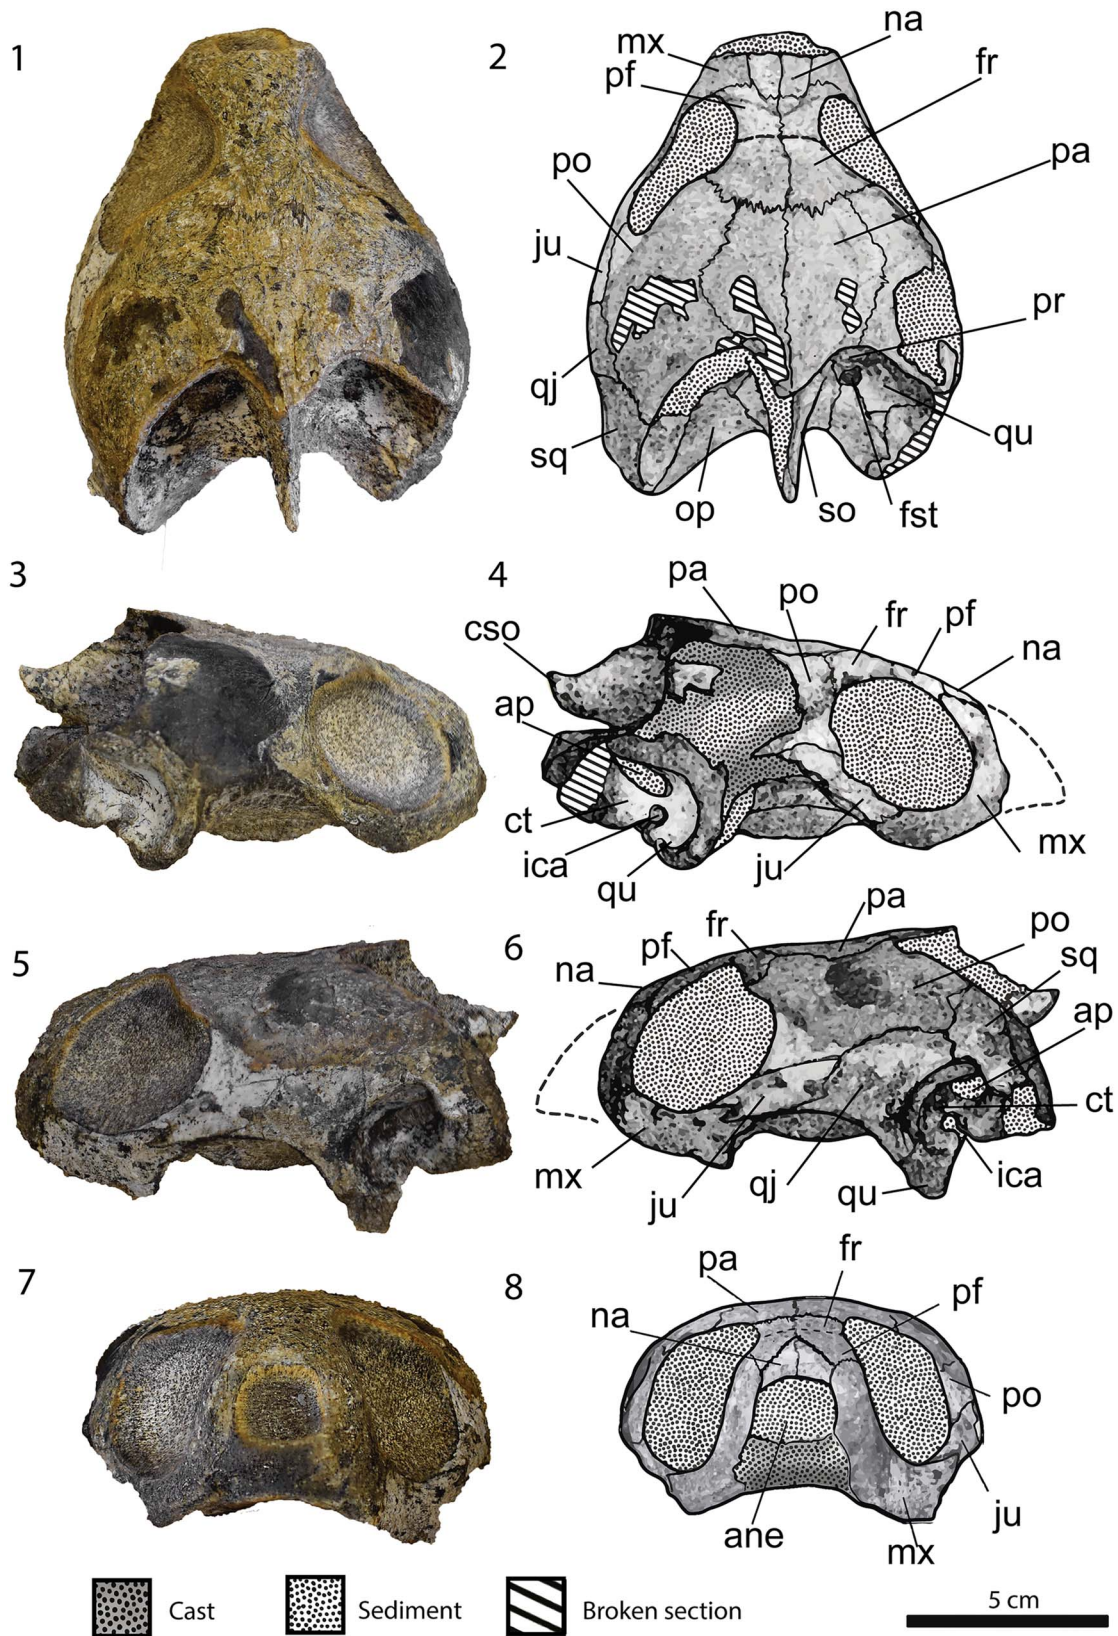 1
2
mx
na
pf
fr
po
pa
ju
pr
qj
qu
sq
op
so
fst
3
4
pa
po
cso
fr
pf
na
ap
ct
ica
qu
ju
mx
5
6
pa
fr
po
pf
sq
na
ap
ct
mx
ju
qj
qu
ica
7
8
pa
fr
na
pf
po
ane
mx
ju
Cast
Sediment
Broken section
5 cm